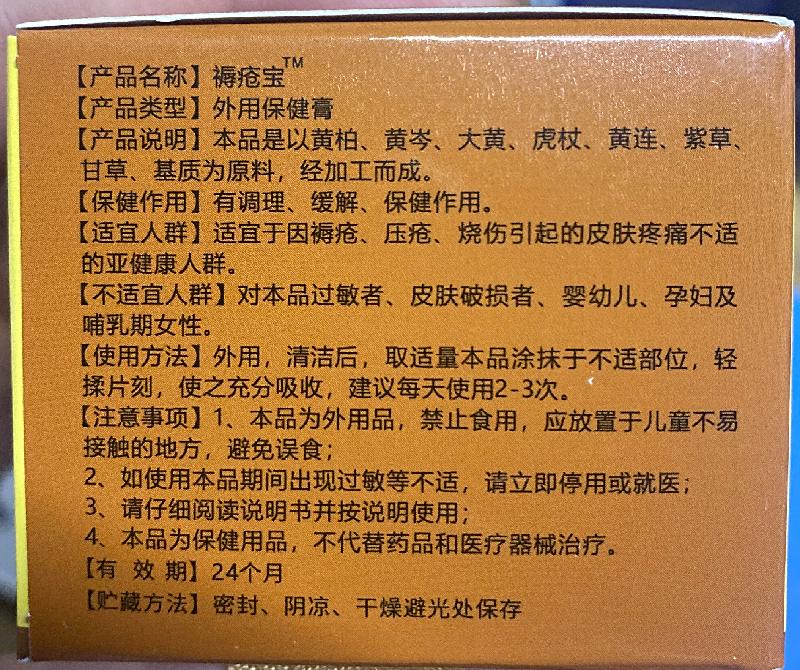 【产品名称】褥疮宝™
【产品类型】外用保健膏
【产品说明】本品是以黄柏、黄岑、大黄、虎杖、黄连、紫草、
甘草、基质为原料，经加工而成。
【保健作用】有调理、缓解、保健作用。
【适宜人群】适宜于因褥疮、压疮、烧伤引起的皮肤疼痛不适
的亚健康人群。
【不适宜人群】对本品过敏者、皮肤破损者、婴幼儿、孕妇及
哺乳期女性。
【使用方法】外用，清洁后，取适量本品涂抹于不适部位，轻
揉片刻，使之充分吸收，建议每天使用2-3次。
【注意事项】1、本品为外用品，禁止食用，应放置于儿童不易
接触的地方，避免误食；
2、如使用本品期间出现过敏等不适，请立即停用或就医；
3、请仔细阅读说明书并按说明使用；
4、本品为保健用品，不代替药品和医疗器械治疗。
【有 效 期】24个月
【贮藏方法】密封、阴凉、干燥避光处保存